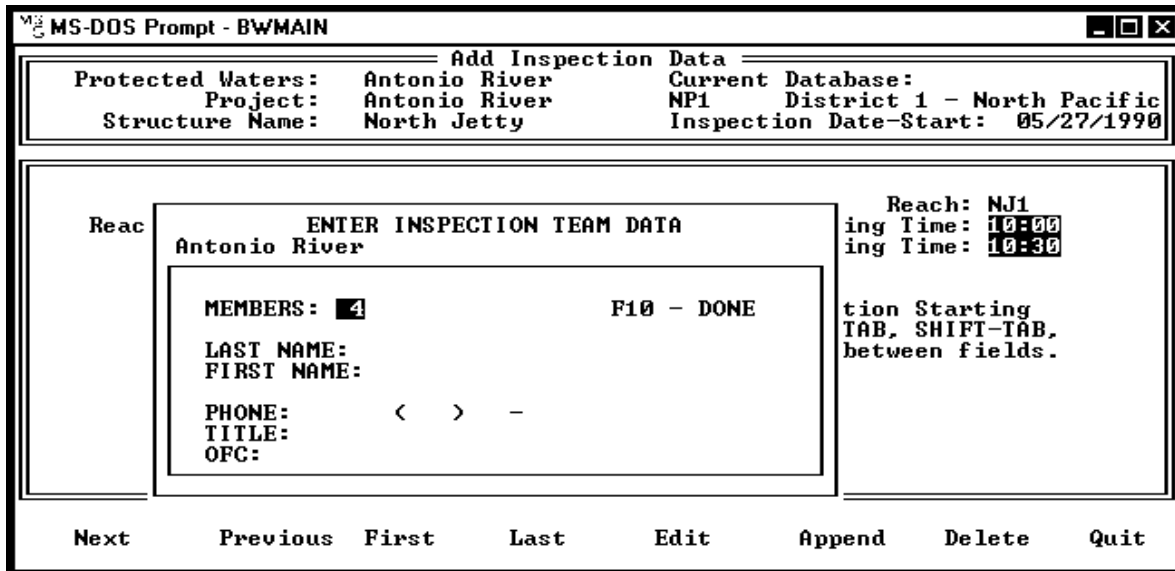 MS-DOS Prompt - BWMAIN
Add Inspection Data
Protected Waters: Antonio River Current Database:
Project: Antonio River NP1 District 1 - North Pacific
Structure Name: North Jetty Inspection Date-Start: 05/27/1990
Reach: NJ1
Reac ENTER INSPECTION TEAM DATA ing Time: 10:00
Antonio River ing Time: 10:30
MEMBERS: 4 F10 - DONE tion Starting
TAB, SHIFT-TAB,
LAST NAME: between fields.
FIRST NAME:
PHONE: ( ) -
TITLE:
OFC:
Next Previous First Last Edit Append Delete Quit